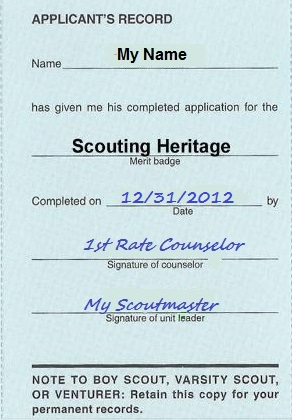 APPLICANT'S RECORD
Name My Name
has given me his completed application for the
Scouting Heritage
Merit badge
Completed on 12/31/2012 by
Date
1st Rate Counselor
Signature of counselor
My Scoutmaster
Signature of unit leader
NOTE TO BOY SCOUT, VARSITY SCOUT,
OR VENTURER: Retain this copy for your
permanent records.